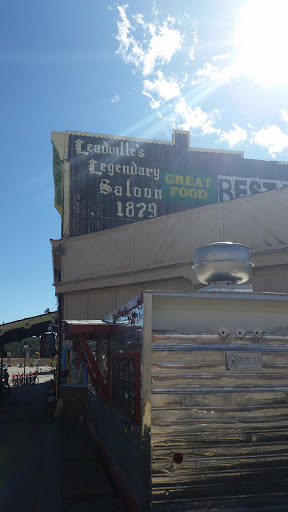 Leadville's
Legendary
Saloon
1879
GREAT
FOOD
REST